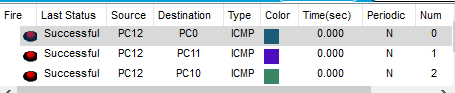 Fire Last Status Source Destination Type Color Time(sec) Periodic Num
Successful PC12 PC0 ICMP 0.000 N 0
Successful PC12 PC11 ICMP 0.000 N 1
Successful PC12 PC10 ICMP 0.000 N 2